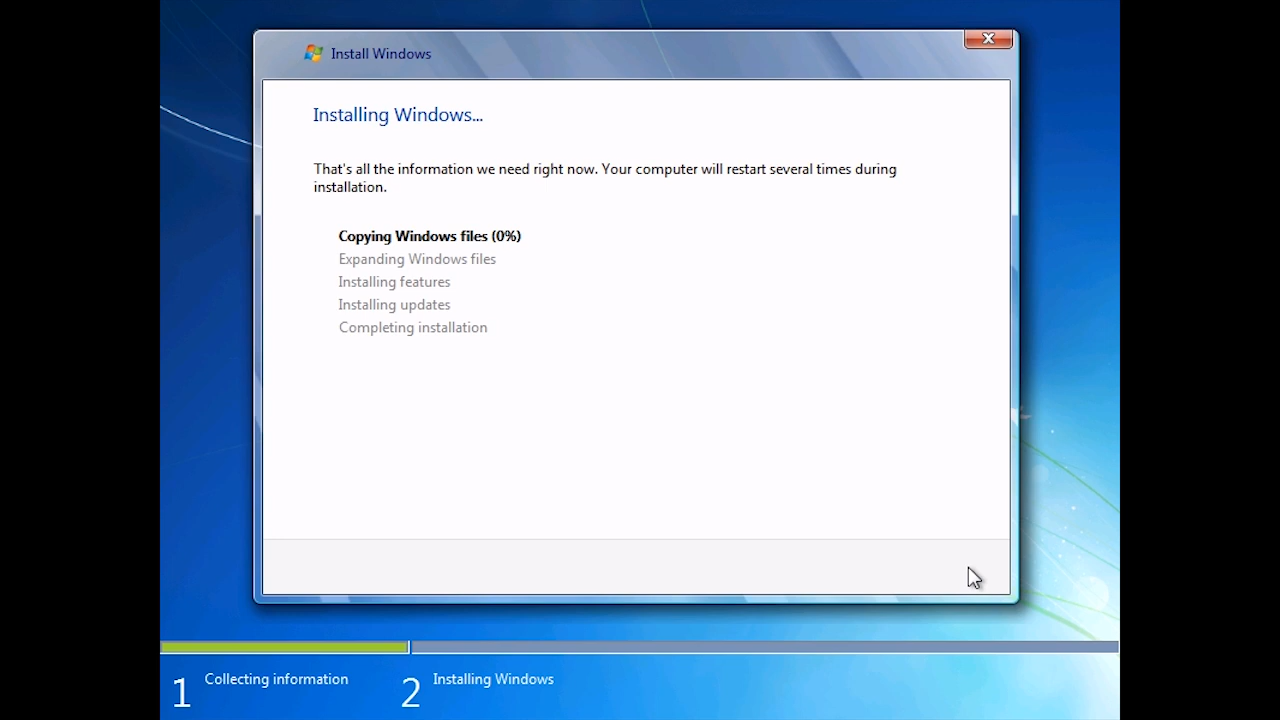 Install Windows
Installing Windows...
That's all the information we need right now. Your computer will restart several times during
installation.
Copying Windows files (0%)
Expanding Windows files
Installing features
Installing updates
Completing installation
1 Collecting information
2 Installing Windows